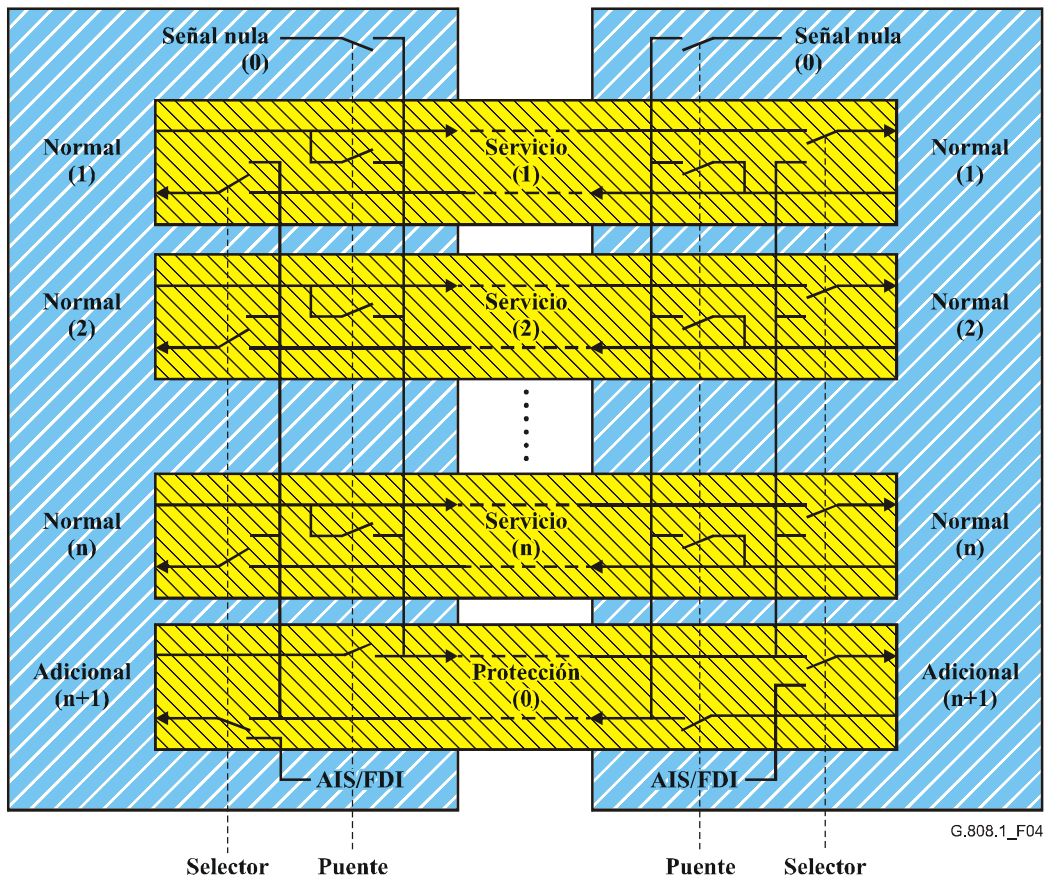 Señal nula
(0)
Señal nula
(0)
Normal
(1)
Servicio
(1)
Normal
(1)
Normal
(2)
Servicio
(2)
Normal
(2)
Normal
(n)
Servicio
(n)
Normal
(n)
Adicional
(n+1)
Protección
(0)
Adicional
(n+1)
AIS/FDI
AIS/FDI
G.808.1_F04
Selector
Puente
Puente
Selector